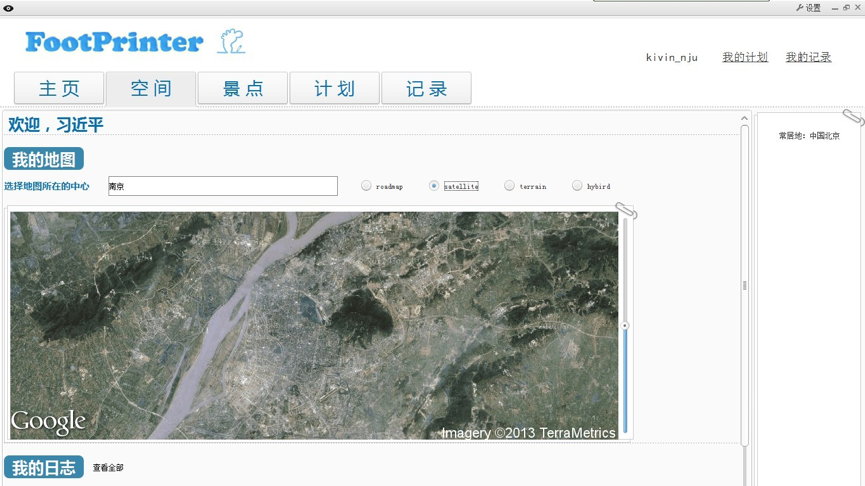 设置
FootPrinter
kivin_nju 我的计划 我的记录
主页 空间 景点 计划 记录
欢迎，习近平
常居地：中国北京
我的地图
选择地图所在的中心 南京 roadmap satellite terrain hybird
Google
Imagery ©2013 TerraMetrics
我的日志 查看全部